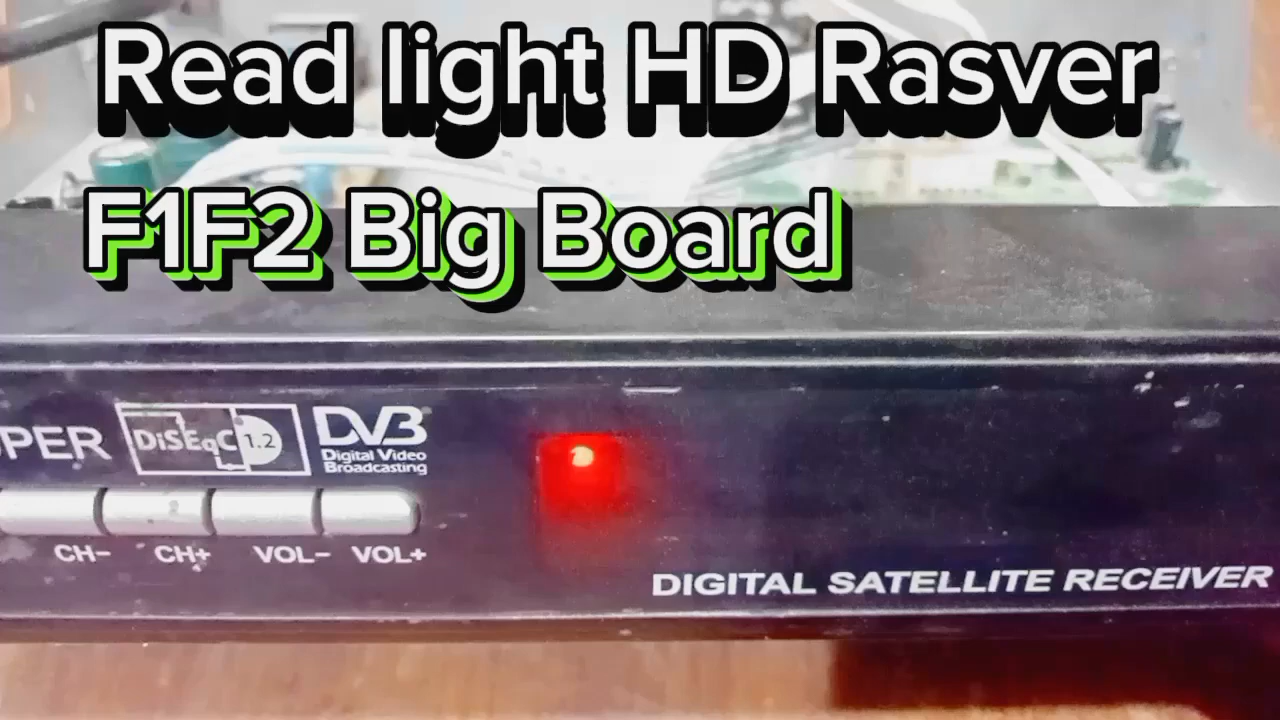 Read light HD Rasver
F1F2 Big Board
PER
DiSEqC 1.2
DVB
Digital Video
Broadcasting
CH- CH+ VOL- VOL+
DIGITAL SATELLITE RECEIVER